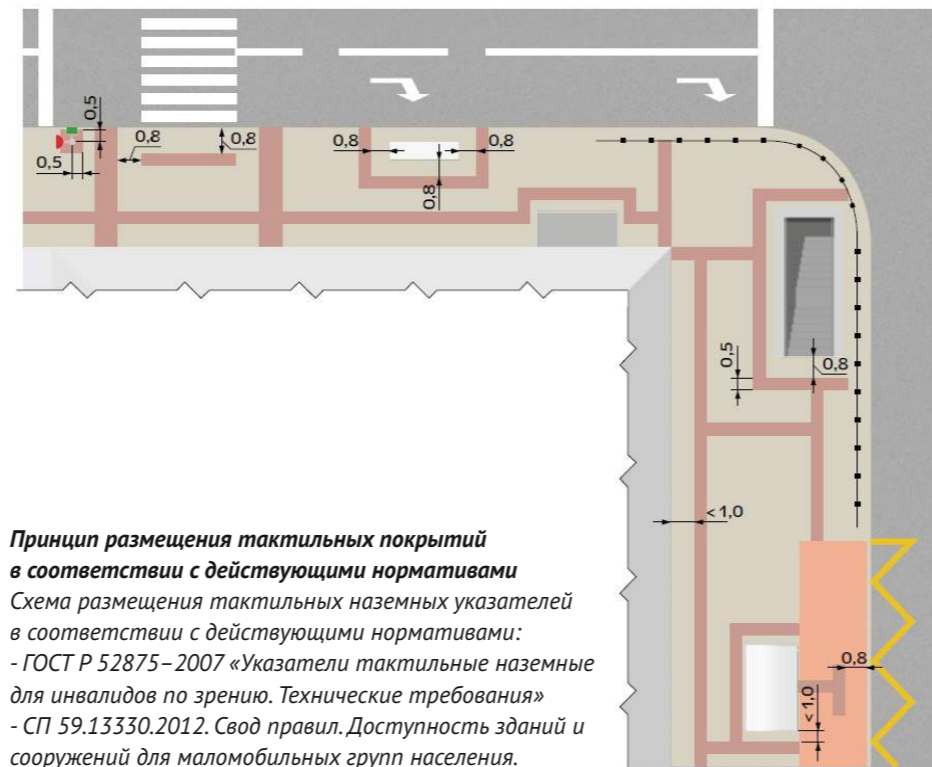 0,5
0,8
0,8
0,5
0,8
0,8
0,8
0,5
0,8
< 1,0
0,8
< 1,0
Принцип размещения тактильных покрытий
в соответствии с действующими нормативами
Схема размещения тактильных наземных указателей
в соответствии с действующими нормативами:
- ГОСТ Р 52875–2007 «Указатели тактильные наземные
для инвалидов по зрению. Технические требования»
- СП 59.13330.2012. Свод правил. Доступность зданий и
сооружений для маломобильных групп населения.